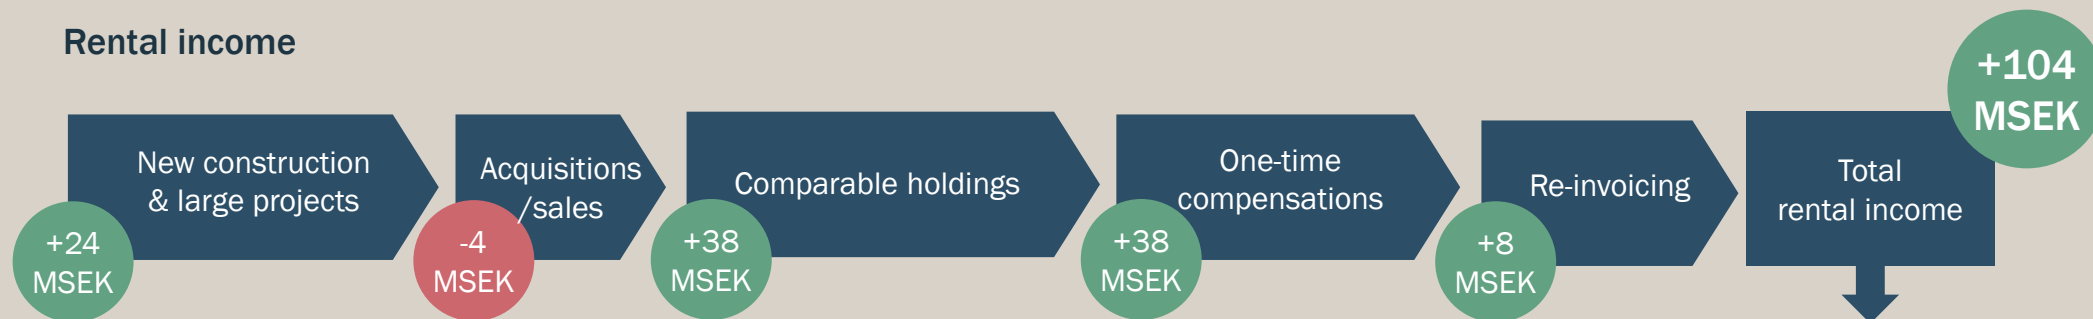 Rental income
+104
MSEK
New construction
& large projects
+24
MSEK
Acquisitions
/sales
-4
MSEK
Comparable holdings
+38
MSEK
One-time
compensations
+38
MSEK
Re-invoicing
+8
MSEK
Total
rental income